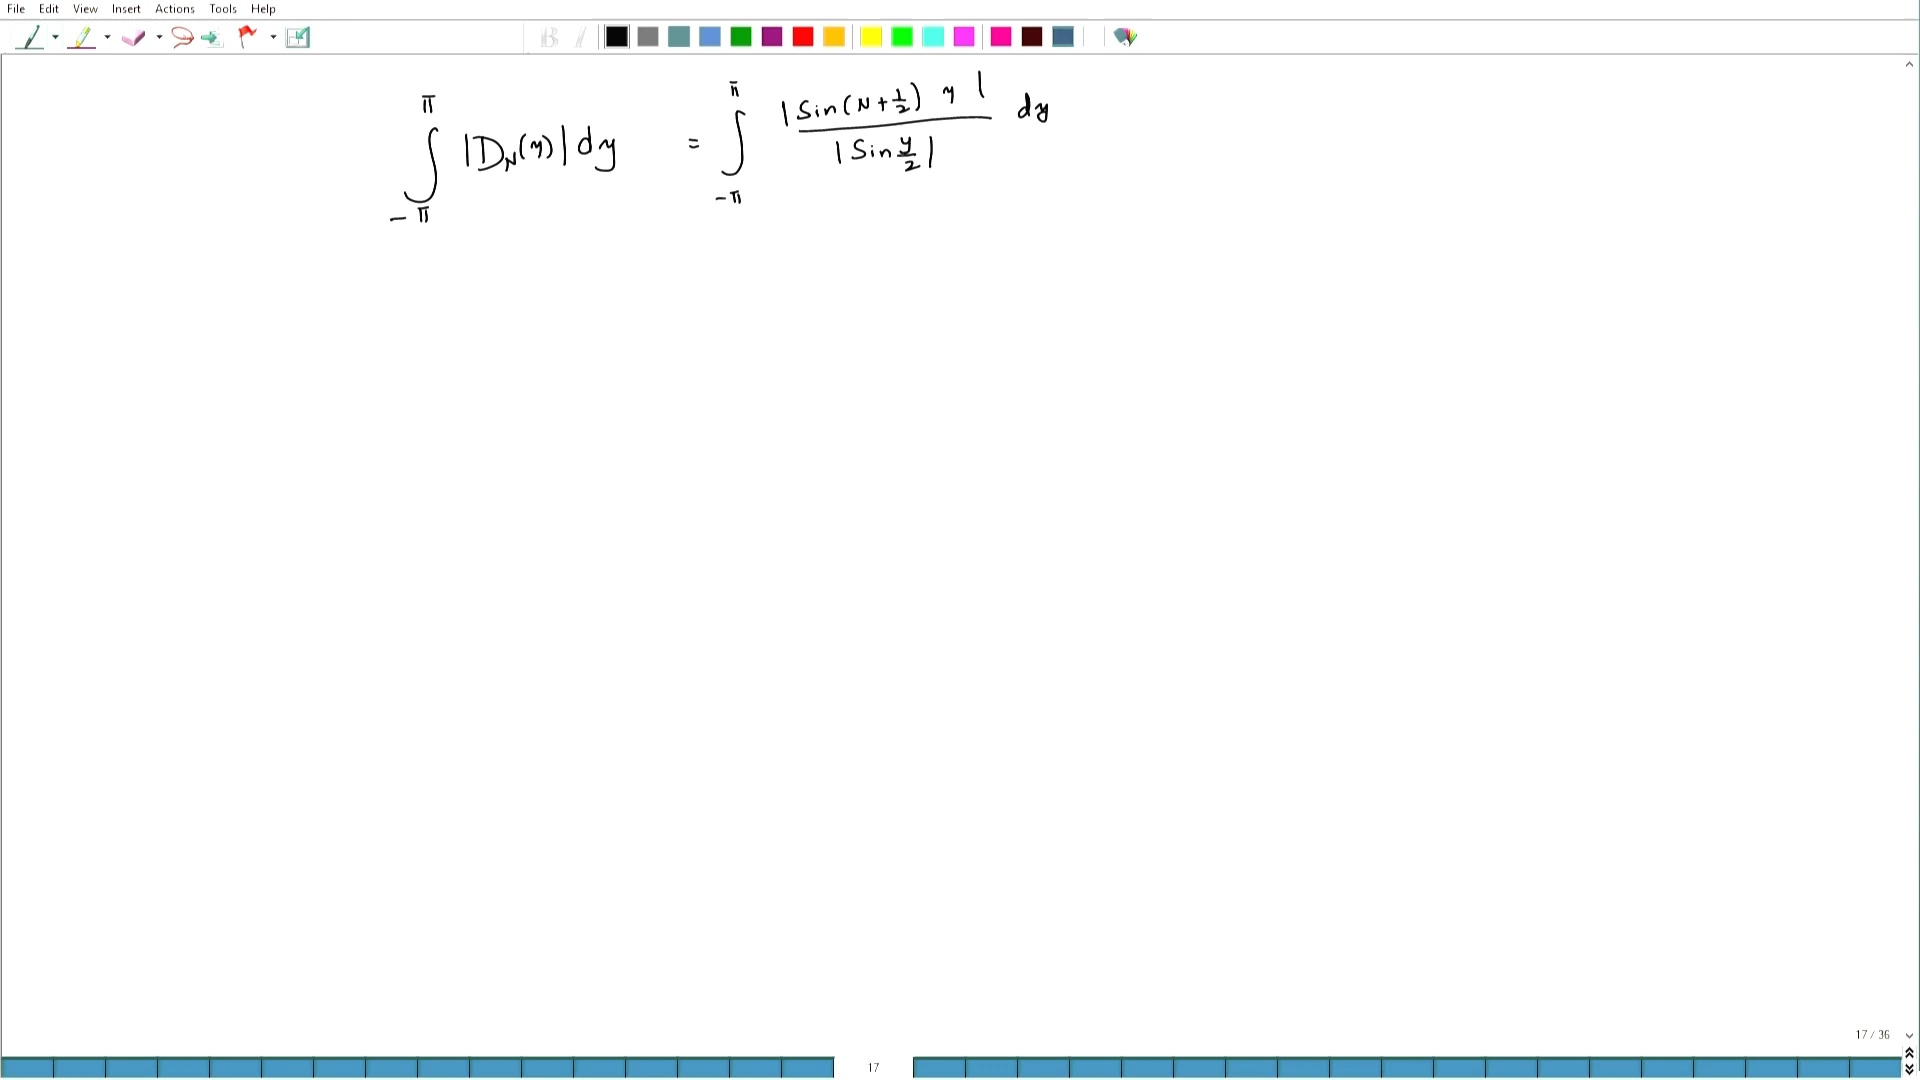 File Edit View Insert Actions Tools Help
B I
∫_{-π}^{π} |D_N(y)| dy = ∫_{-π}^{π} |Sin(N+1/2) y| / |Sin y/2| dy
17 / 36
17